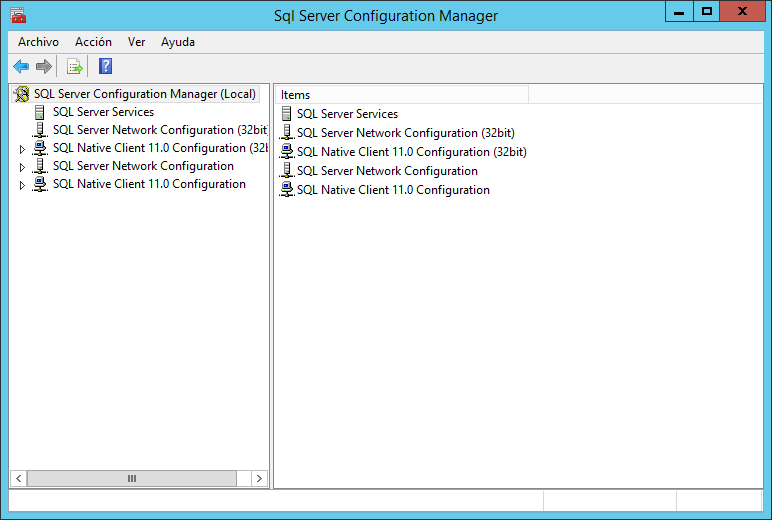 Sql Server Configuration Manager
Archivo Acción Ver Ayuda
SQL Server Configuration Manager (Local)
SQL Server Services
SQL Server Network Configuration (32bit
SQL Native Client 11.0 Configuration (32b
SQL Server Network Configuration
SQL Native Client 11.0 Configuration
Items
SQL Server Services
SQL Server Network Configuration (32bit)
SQL Native Client 11.0 Configuration (32bit)
SQL Server Network Configuration
SQL Native Client 11.0 Configuration